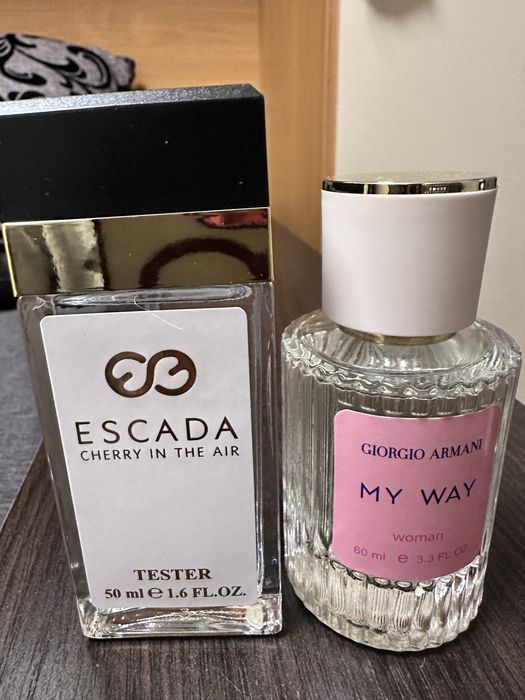 ESCADA
CHERRY IN THE AIR
TESTER
50 ml e 1.6 FL.OZ.
GIORGIO ARMANI
MY WAY
woman
60 ml e 3.3 FL.OZ